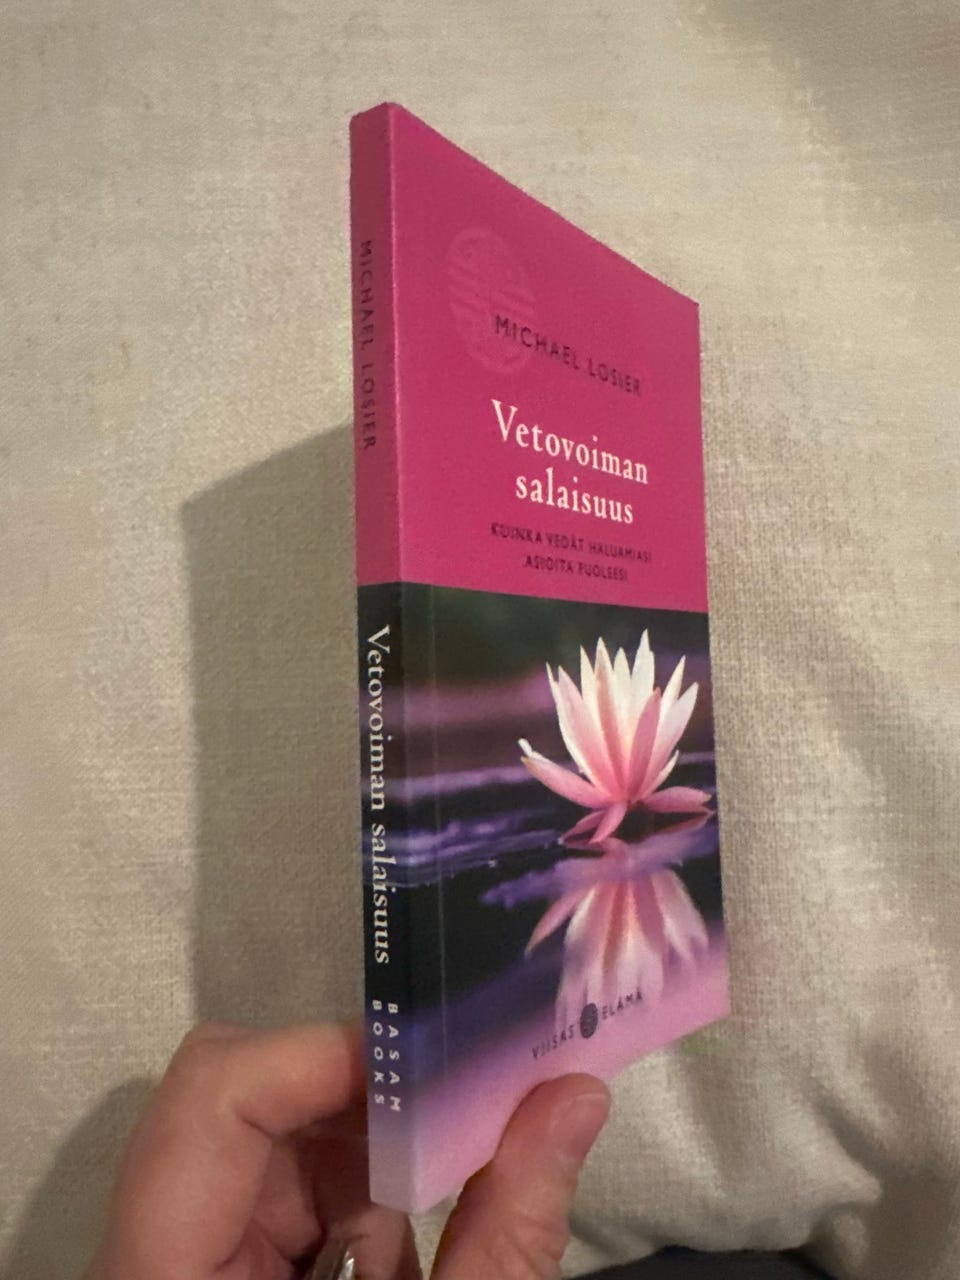 MICHAEL LOSIER
Vetovoiman salaisuus
BASAM
BOOKS
MICHAEL LOSIER
Vetovoiman
salaisuus
KUINKA VEDÄT HALUAMIASI
ASIOITA PUOLEESI
VIISAS ELÄMÄ